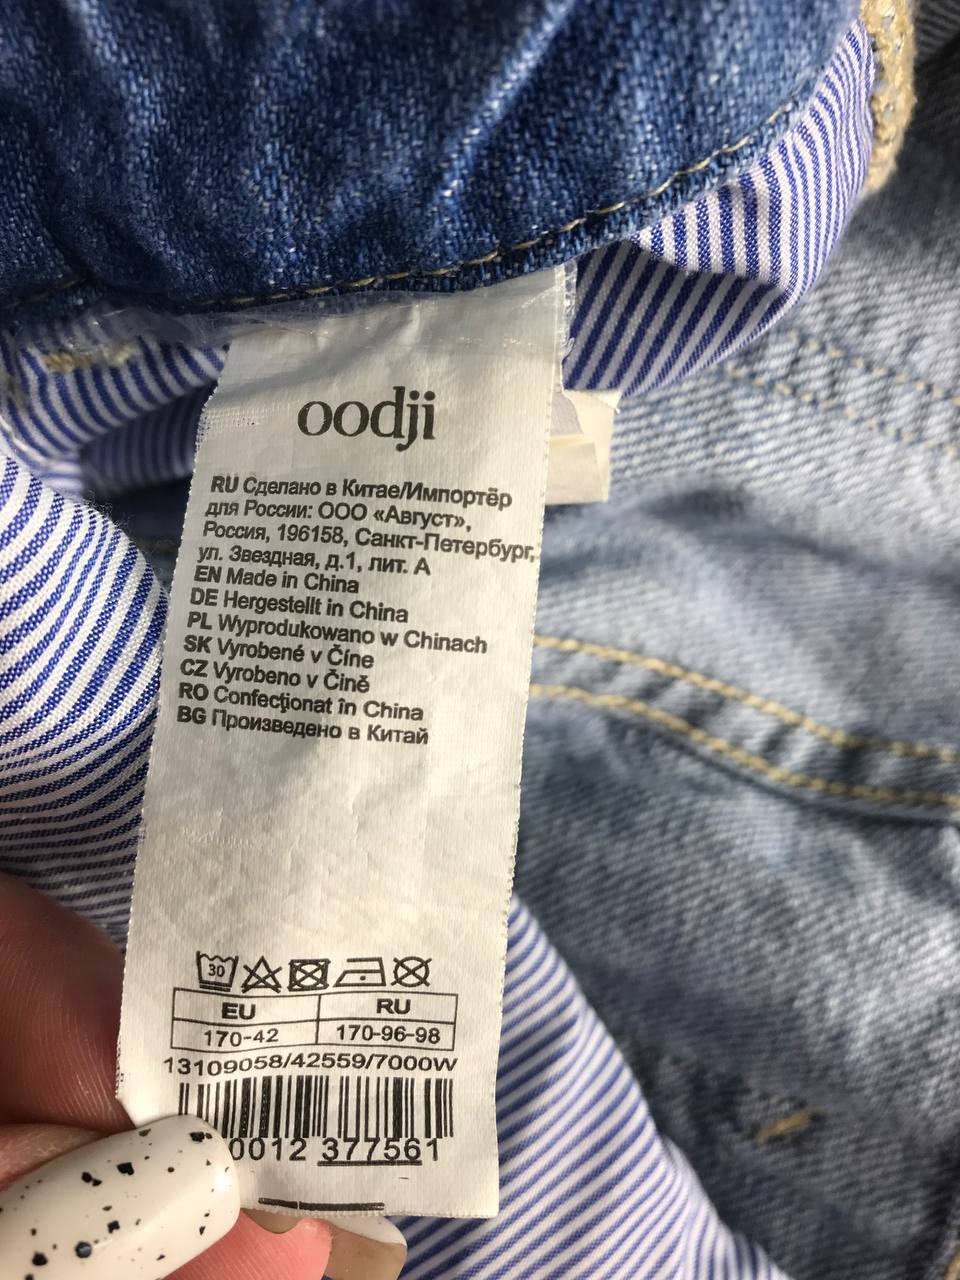 oodji
RU Сделано в Китае/Импортёр
для России: ООО «Август»,
Россия, 196158, Санкт-Петербург,
ул. Звездная, д.1, лит. А
EN Made in China
DE Hergestellt in China
PL Wyprodukowano w Chinach
SK Vyrobené v Číne
CZ Vyrobeno v Čině
RO Confecţionat în China
BG Произведено в Китай
30
EU RU
170-42 170-96-98
13109058/42559/7000W
0012 377561